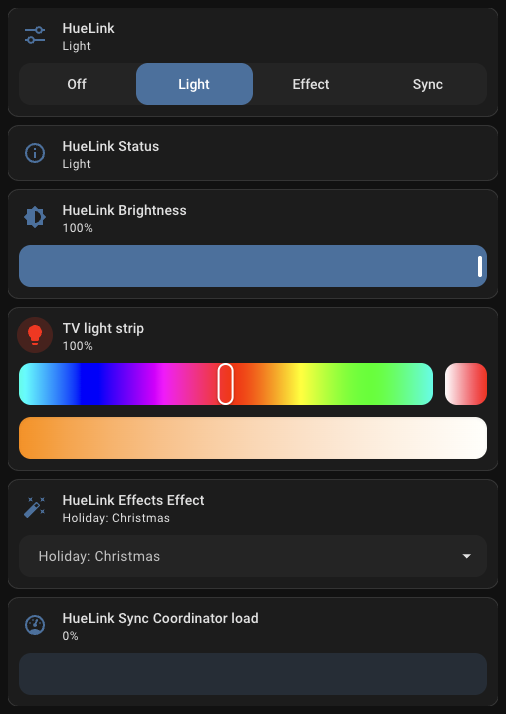 HueLink
Light
Off
Light
Effect
Sync
HueLink Status
Light
HueLink Brightness
100%
TV light strip
100%
HueLink Effects Effect
Holiday: Christmas
Holiday: Christmas
HueLink Sync Coordinator load
0%